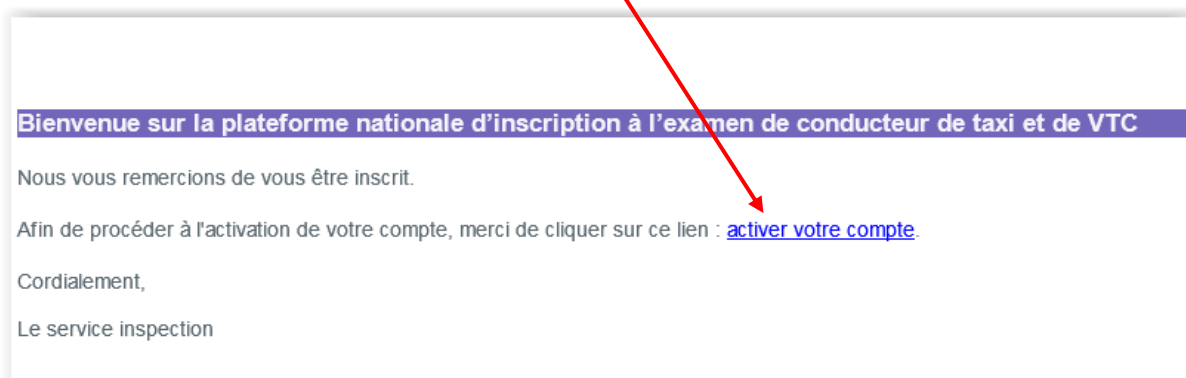 Bienvenue sur la plateforme nationale d’inscription à l’examen de conducteur de taxi et de VTC
Nous vous remercions de vous être inscrit.
Afin de procéder à l'activation de votre compte, merci de cliquer sur ce lien : activer votre compte.
Cordialement,
Le service inspection